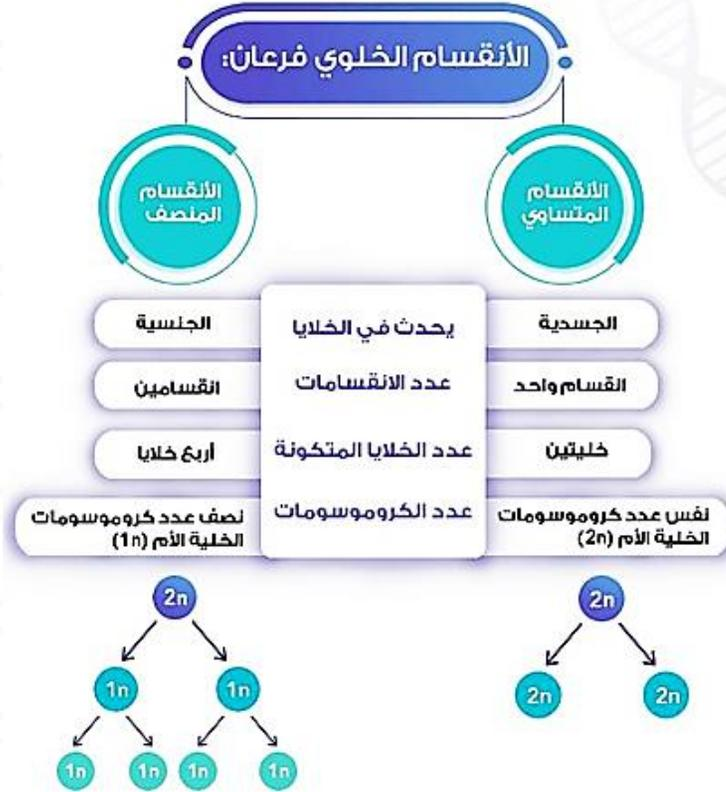 الأنقسام الخلوي فرعان:
الأنقسام
المتساوي
الأنقسام
المنصف
الجسدية
يحدث في الخلايا
الجنسية
انقسام واحد
عدد الانقسامات
انقسامين
خليتين
عدد الخلايا المتكونة
أربع خلايا
نفس عدد كروموسومات
الخلية الأم (2n)
عدد الكروموسومات
نصف عدد كروموسومات
الخلية الأم (1n)
2n
2n
2n
2n
1n
1n
1n
1n
1n
1n